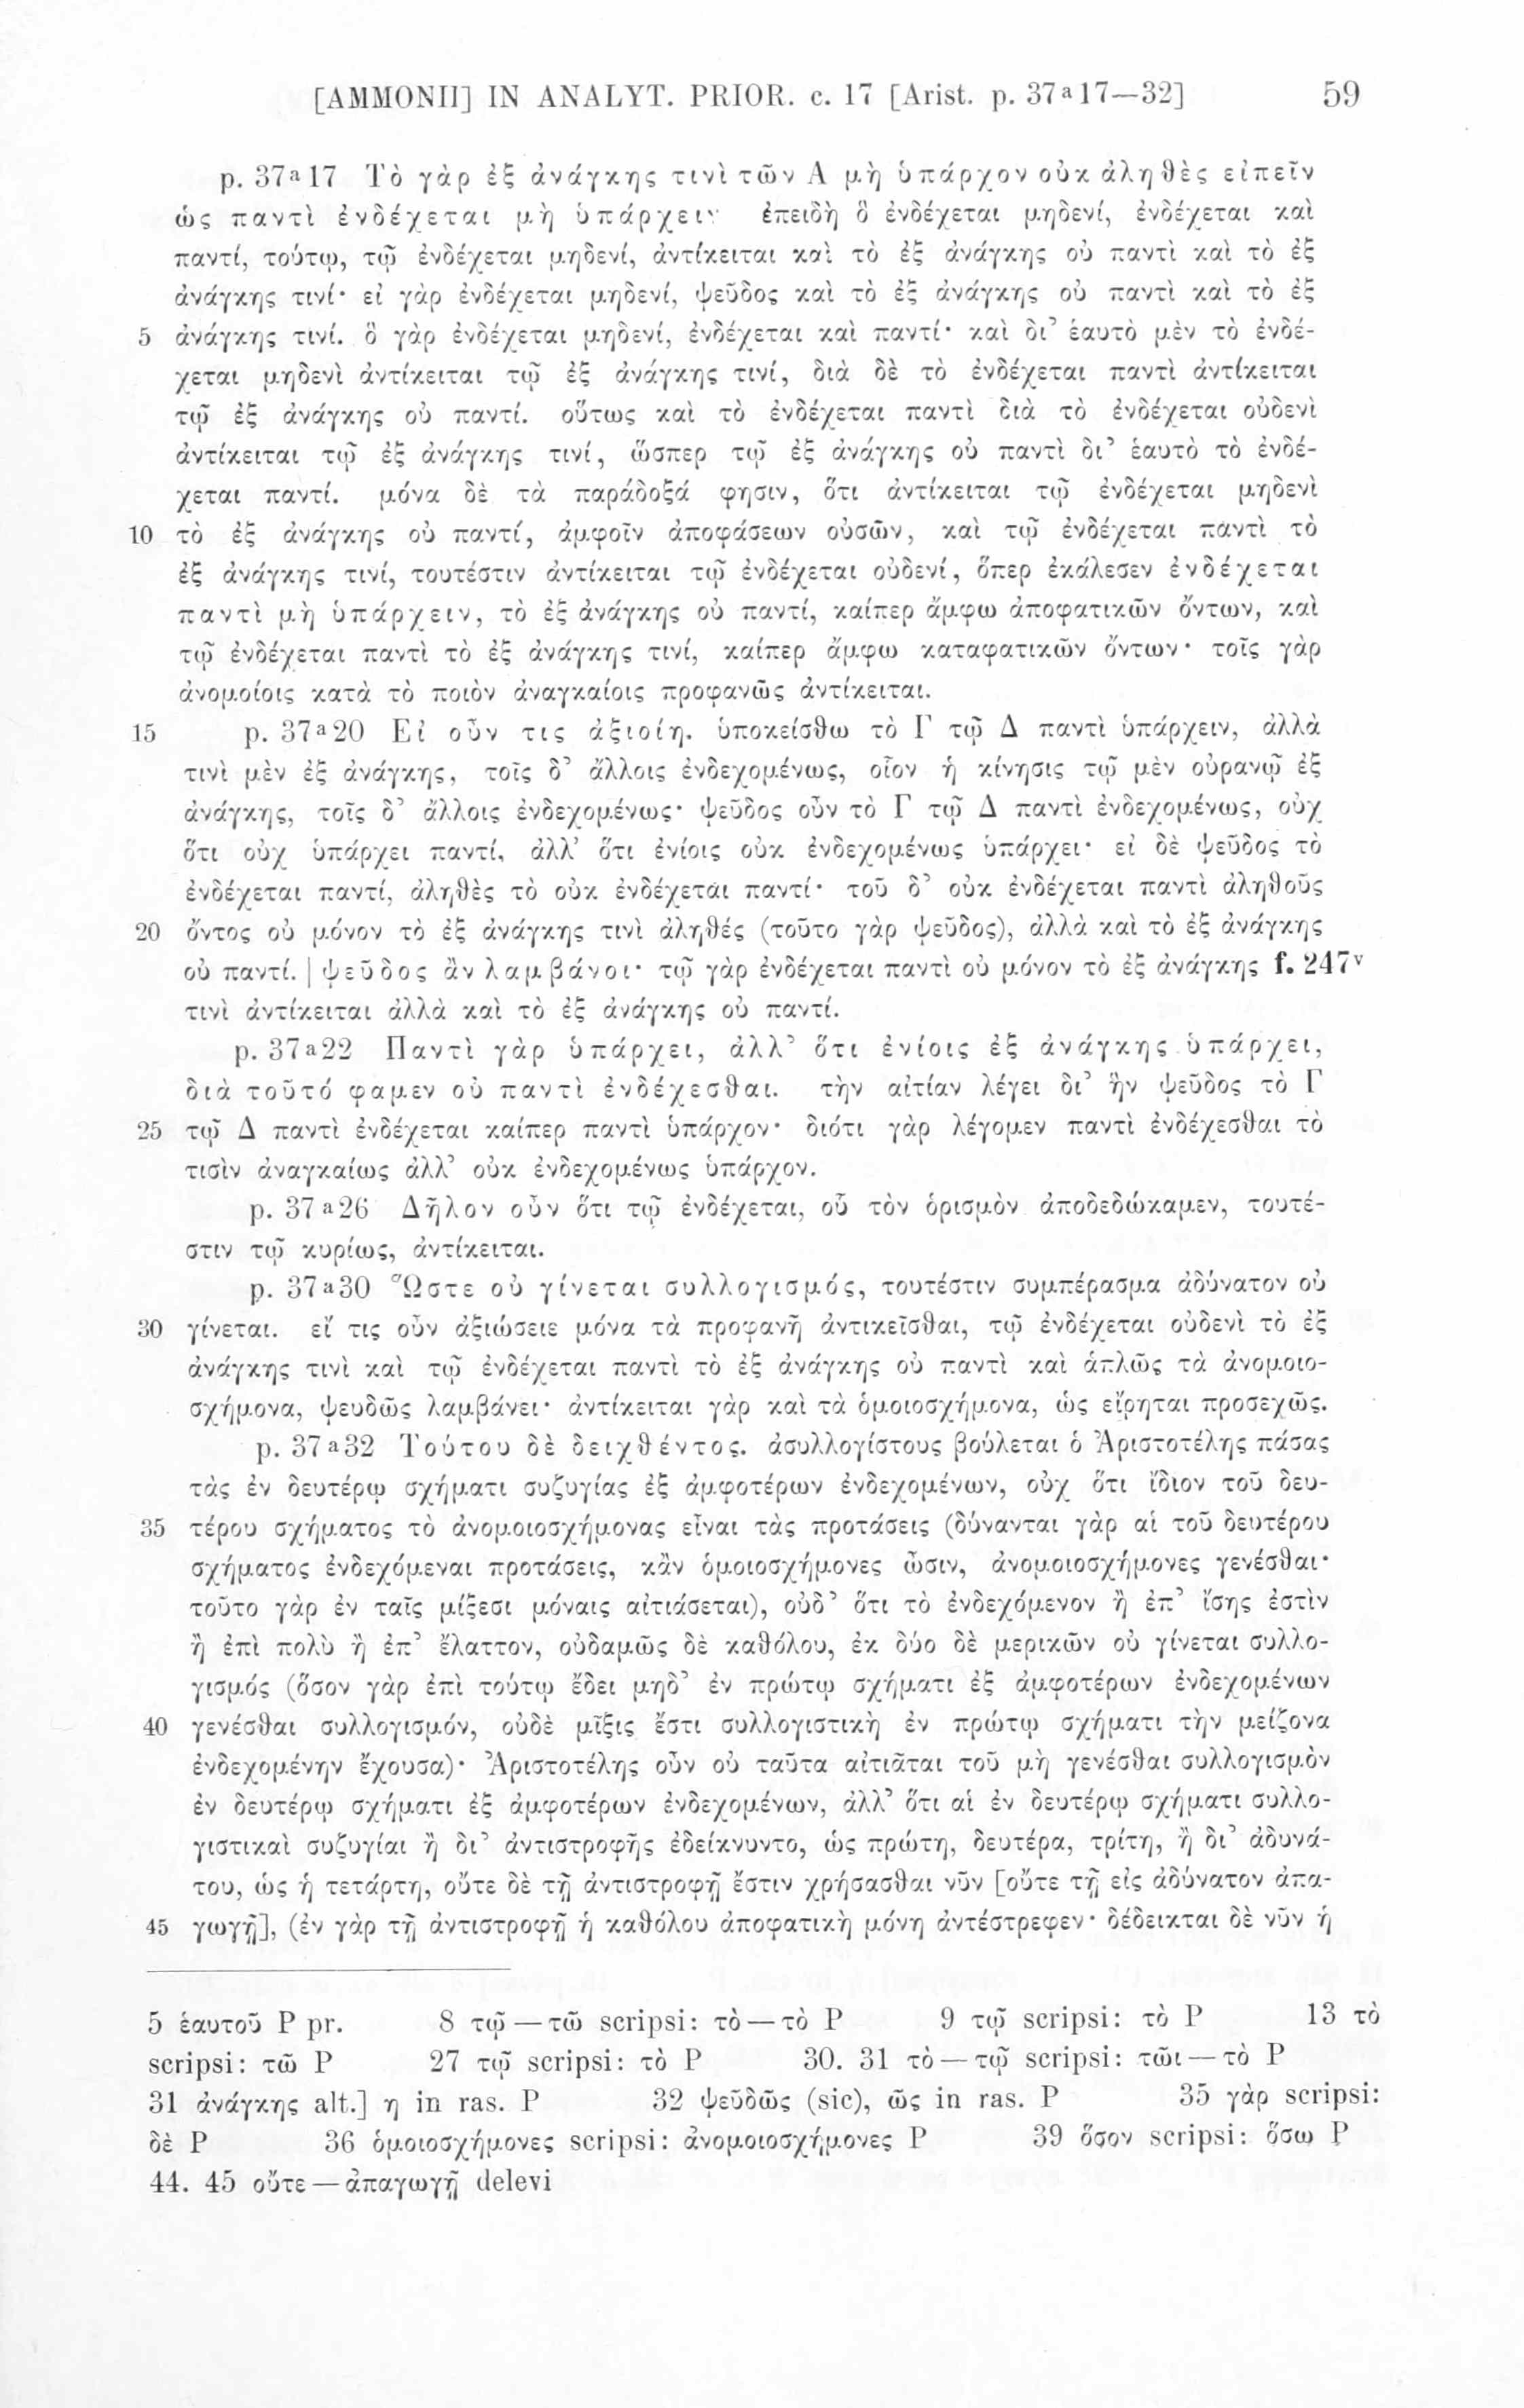 [AMMONII] IN ANALYT. PRIOR. c. 17 [Arist. p. 37ᵃ17—32] 59
p. 37ᵃ17 Τὸ γὰρ ἐξ ἀνάγκης τινὶ τῶν Α μὴ ὑπάρχον οὐκ ἀληθὲς εἰπεῖν
ὡς παντὶ ἐνδέχεται μὴ ὑπάρχειν· ἐπειδὴ ὃ ἐνδέχεται μηδενί, ἐνδέχεται καὶ
παντί, τούτῳ, τῷ ἐνδέχεται μηδενί, ἀντίκειται καὶ τὸ ἐξ ἀνάγκης οὐ παντὶ καὶ τὸ ἐξ
ἀνάγκης τινί· εἰ γὰρ ἐνδέχεται μηδενί, ψεῦδος καὶ τὸ ἐξ ἀνάγκης οὐ παντὶ καὶ τὸ ἐξ
5 ἀνάγκης τινί. ὃ γὰρ ἐνδέχεται μηδενί, ἐνδέχεται καὶ παντί· καὶ δι’ ἑαυτὸ μὲν τὸ ἐνδέ-
χεται μηδενὶ ἀντίκειται τῷ ἐξ ἀνάγκης τινί, διὰ δὲ τὸ ἐνδέχεται παντὶ ἀντίκειται
τῷ ἐξ ἀνάγκης οὐ παντί. οὕτως καὶ τὸ ἐνδέχεται παντὶ διὰ τὸ ἐνδέχεται οὐδενὶ
ἀντίκειται τῷ ἐξ ἀνάγκης τινί, ὥσπερ τῷ ἐξ ἀνάγκης οὐ παντὶ δι’ ἑαυτὸ τὸ ἐνδέ-
χεται παντί. μόνα δὲ τὰ παράδοξά φησιν, ὅτι ἀντίκειται τῷ ἐνδέχεται μηδενὶ
10 τὸ ἐξ ἀνάγκης οὐ παντί, ἀμφοῖν ἀποφάσεων οὐσῶν, καὶ τῷ ἐνδέχεται παντὶ τὸ
ἐξ ἀνάγκης τινί, τουτέστιν ἀντίκειται τῷ ἐνδέχεται οὐδενί, ὅπερ ἐκάλεσεν ἐνδέχεται
παντὶ μὴ ὑπάρχειν, τὸ ἐξ ἀνάγκης οὐ παντί, καίπερ ἄμφω ἀποφατικῶν ὄντων, καὶ
τῷ ἐνδέχεται παντὶ τὸ ἐξ ἀνάγκης τινί, καίπερ ἄμφω καταφατικῶν ὄντων· τοῖς γὰρ
ἀνομοίοις κατὰ τὸ ποιὸν ἀναγκαίοις προφανῶς ἀντίκειται.
15 p. 37ᵃ20 Εἰ οὖν τις ἀξιοίη. ὑποκείσθω τὸ Γ τῷ Δ παντὶ ὑπάρχειν, ἀλλὰ
τινὶ μὲν ἐξ ἀνάγκης, τοῖς δ’ ἄλλοις ἐνδεχομένως, οἷον ἡ κίνησις τῷ μὲν οὐρανῷ ἐξ
ἀνάγκης, τοῖς δ’ ἄλλοις ἐνδεχομένως· ψεῦδος οὖν τὸ Γ τῷ Δ παντὶ ἐνδεχομένως, οὐχ
ὅτι οὐχ ὑπάρχει παντί, ἀλλ’ ὅτι ἐνίοις οὐκ ἐνδεχομένως ὑπάρχει· εἰ δὲ ψεῦδος τὸ
ἐνδέχεται παντί, ἀληθὲς τὸ οὐκ ἐνδέχεται παντί· τοῦ δ’ οὐκ ἐνδέχεται παντὶ ἀληθοῦς
20 ὄντος οὐ μόνον τὸ ἐξ ἀνάγκης τινὶ ἀληθές (τοῦτο γὰρ ψεῦδος), ἀλλὰ καὶ τὸ ἐξ ἀνάγκης
οὐ παντί. | ψεῦδος ἂν λαμβάνοι· τῷ γὰρ ἐνδέχεται παντὶ οὐ μόνον τὸ ἐξ ἀνάγκης f. 247ᵛ
τινὶ ἀντίκειται ἀλλὰ καὶ τὸ ἐξ ἀνάγκης οὐ παντί.
p. 37ᵃ22 Παντὶ γὰρ ὑπάρχει, ἀλλ’ ὅτι ἐνίοις ἐξ ἀνάγκης ὑπάρχει,
διὰ τοῦτό φαμεν οὐ παντὶ ἐνδέχεσθαι. τὴν αἰτίαν λέγει δι’ ἣν ψεῦδος τὸ Γ
25 τῷ Δ παντὶ ἐνδέχεται καίπερ παντὶ ὑπάρχον· διότι γὰρ λέγομεν παντὶ ἐνδέχεσθαι τὸ
τισὶν ἀναγκαίως ἀλλ’ οὐκ ἐνδεχομένως ὑπάρχον.
p. 37ᵃ26 Δῆλον οὖν ὅτι τῷ ἐνδέχεται, οὗ τὸν ὁρισμὸν ἀποδεδώκαμεν, τουτέ-
στιν τῷ κυρίως, ἀντίκειται.
p. 37ᵃ30 Ὥστε οὐ γίνεται συλλογισμός, τουτέστιν συμπέρασμα ἀδύνατον οὐ
30 γίνεται. εἴ τις οὖν ἀξιώσειε μόνα τὰ προφανῆ ἀντικεῖσθαι, τῷ ἐνδέχεται οὐδενὶ τὸ ἐξ
ἀνάγκης τινὶ καὶ τῷ ἐνδέχεται παντὶ τὸ ἐξ ἀνάγκης οὐ παντὶ καὶ ἁπλῶς τὰ ἀνομοιο-
σχήμονα, ψευδῶς λαμβάνει· ἀντίκειται γὰρ καὶ τὰ ὁμοιοσχήμονα, ὡς εἴρηται προσεχῶς.
p. 37ᵃ32 Τούτου δὲ δειχθέντος. ἀσυλλογίστους βούλεται ὁ Ἀριστοτέλης πάσας
τὰς ἐν δευτέρῳ σχήματι συζυγίας ἐξ ἀμφοτέρων ἐνδεχομένων, οὐχ ὅτι ἴδιον τοῦ δευ-
35 τέρου σχήματος τὸ ἀνομοιοσχήμονας εἶναι τὰς προτάσεις (δύνανται γὰρ αἱ τοῦ δευτέρου
σχήματος ἐνδεχόμεναι προτάσεις, κἂν ὁμοιοσχήμονες ὦσιν, ἀνομοιοσχήμονες γενέσθαι·
τοῦτο γὰρ ἐν ταῖς μίξεσι μόναις αἰτιάσεται), οὐδ’ ὅτι τὸ ἐνδεχόμενον ἢ ἐπ’ ἴσης ἐστὶν
ἢ ἐπὶ πολὺ ἢ ἐπ’ ἔλαττον, οὐδαμῶς δὲ καθόλου, ἐκ δύο δὲ μερικῶν οὐ γίνεται συλλο-
γισμός (ὅσον γὰρ ἐπὶ τούτῳ ἔδει μηδ’ ἐν πρώτῳ σχήματι ἐξ ἀμφοτέρων ἐνδεχομένων
40 γενέσθαι συλλογισμόν, οὐδὲ μῖξις ἔστι συλλογιστικὴ ἐν πρώτῳ σχήματι τὴν μείζονα
ἐνδεχομένην ἔχουσα)· Ἀριστοτέλης οὖν οὐ ταῦτα αἰτιᾶται τοῦ μὴ γενέσθαι συλλογισμὸν
ἐν δευτέρῳ σχήματι ἐξ ἀμφοτέρων ἐνδεχομένων, ἀλλ’ ὅτι αἱ ἐν δευτέρῳ σχήματι συλλο-
γιστικαὶ συζυγίαι ἢ δι’ ἀντιστροφῆς ἐδείκνυντο, ὡς πρώτη, δευτέρα, τρίτη, ἢ δι’ ἀδυνά-
του, ὡς ἡ τετάρτη, οὔτε δὲ τῇ ἀντιστροφῇ ἔστιν χρήσασθαι νῦν [οὔτε τῇ εἰς ἀδύνατον ἀπα-
45 γωγῇ], (ἐν γὰρ τῇ ἀντιστροφῇ ἡ καθόλου ἀποφατικὴ μόνη ἀντέστρεφεν· δέδεικται δὲ νῦν ἡ
5 ἑαυτοῦ P pr. 8 τῷ — τῶ scripsi: τὸ — τὸ P 9 τῷ scripsi: τὸ P 13 τὸ
scripsi: τῶ P 27 τῷ scripsi: τὸ P 30. 31 τὸ — τῷ scripsi: τῶι — τὸ P
31 ἀνάγκης alt.] η in ras. P 32 ψεῦδῶς (sic), ῶς in ras. P 35 γὰρ scripsi:
δὲ P 36 ὁμοιοσχήμονες scripsi: ἀνομοιοσχήμονες P 39 ὅσον scripsi: ὅσω P
44. 45 οὔτε — ἀπαγωγῇ delevi